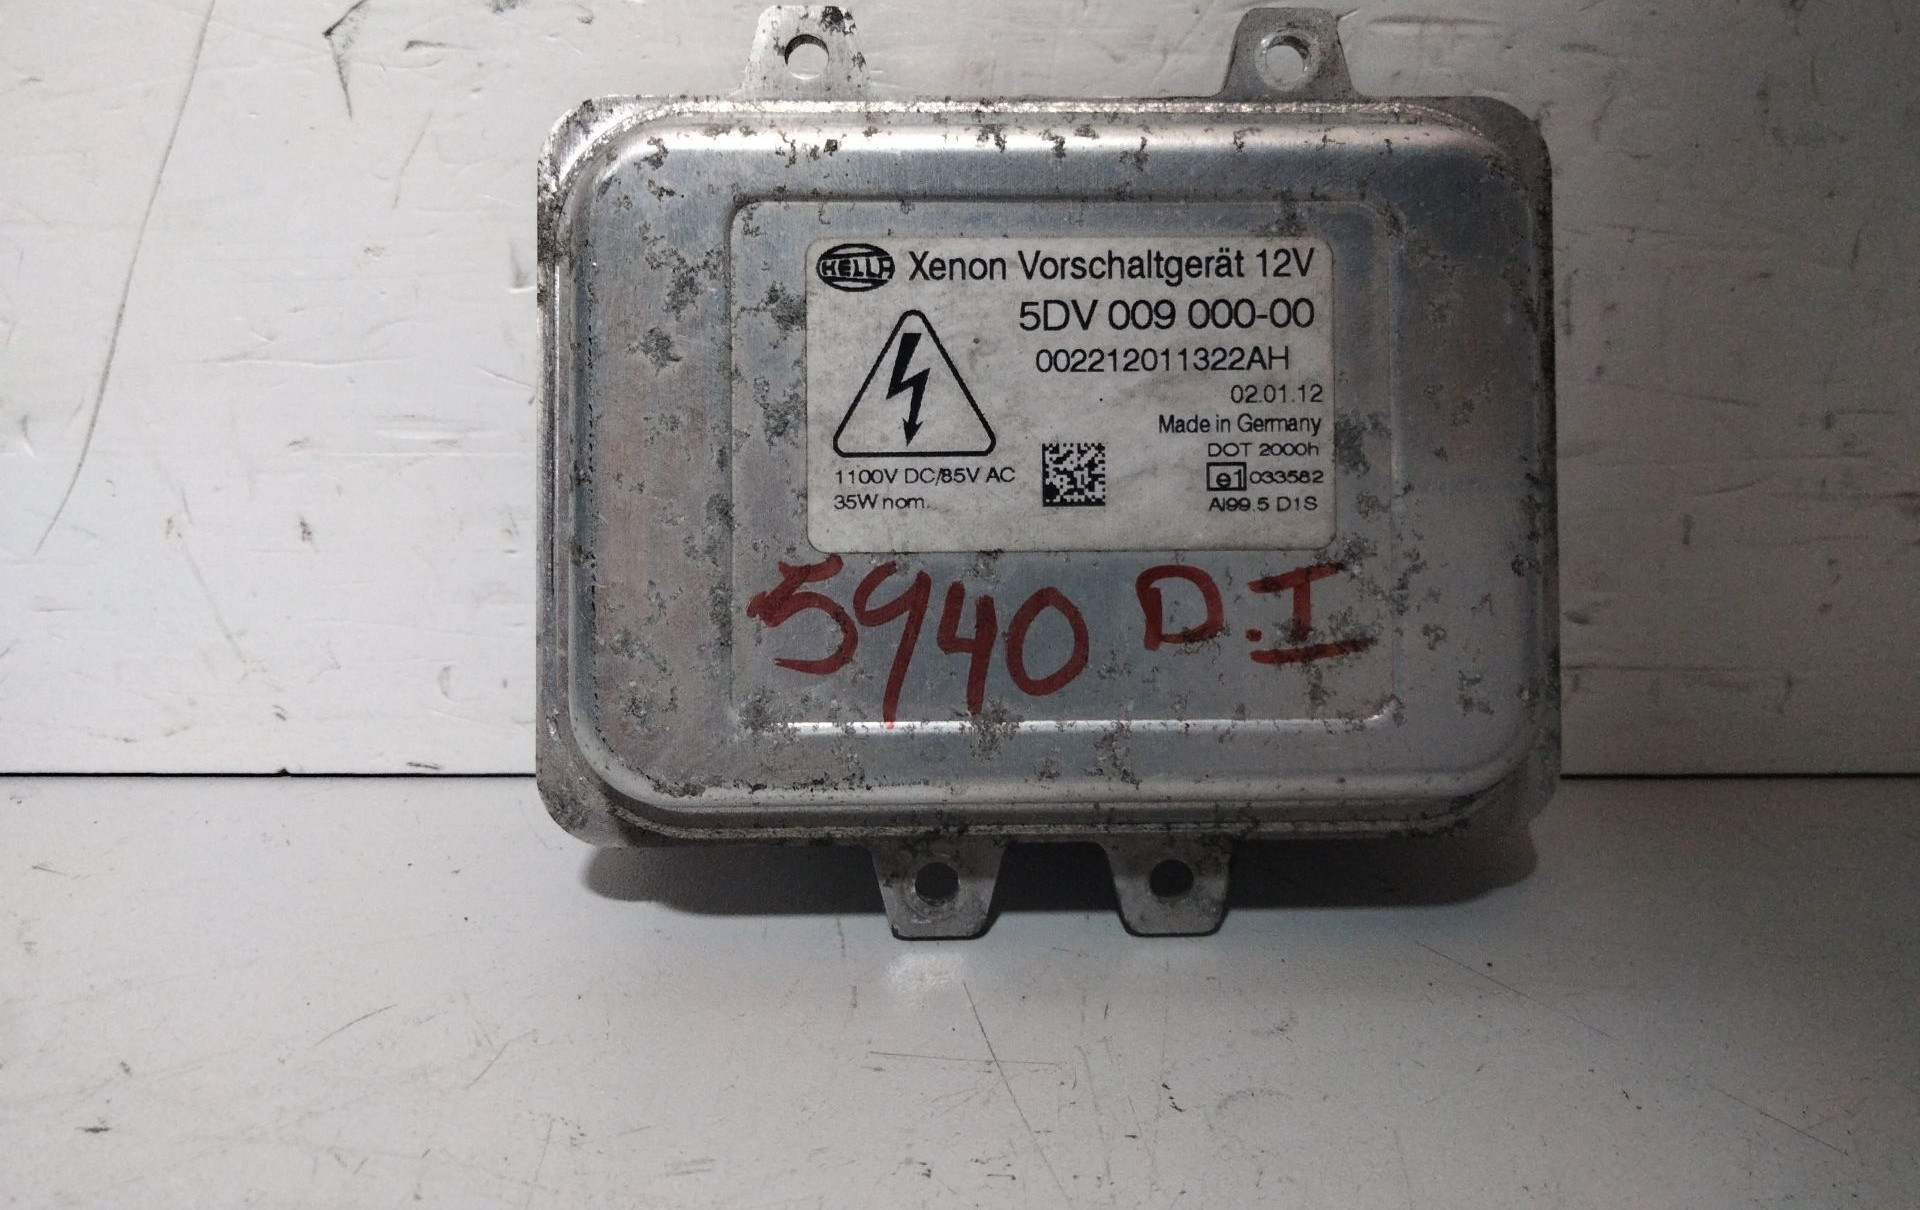 HELLA Xenon Vorschaltgerät 12V
5DV 009 000-00
002212011322AH
02.01.12
Made in Germany
DOT 2000h
1100V DC/85V AC
e1 033582
35W nom.
Al99.5 D1S
5940 D.I